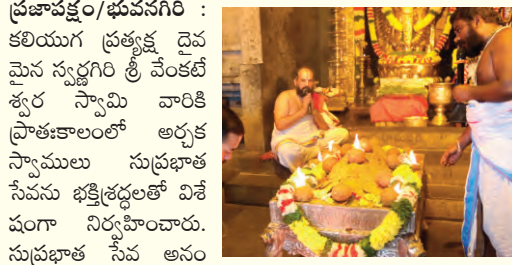 ప్రజాపక్షం/భువనగిరి :
కలియుగ ప్రత్యక్ష దైవ
మైన స్వర్ణగిరి శ్రీ వేంకటే
శ్వర స్వామి వారికి
ప్రాతఃకాలంలో అర్చక
స్వాములు సుప్రభాత
సేవను భక్తిశ్రద్ధలతో విశే
షంగా నిర్వహించారు.
సుప్రభాత సేవ అనం